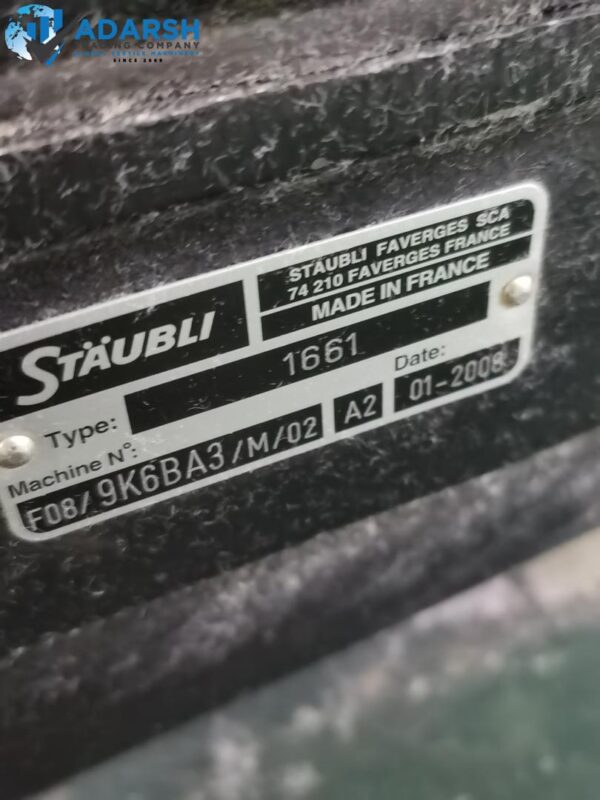 ADARSH
TRADING COMPANY
SINCE 2009
STÄUBLI
STÄUBLI FAVERGES SCA
74 210 FAVERGES FRANCE
MADE IN FRANCE
Type: 1661
Machine N°: Date:
F08/9K6BA3/M/02 A2 01-2008